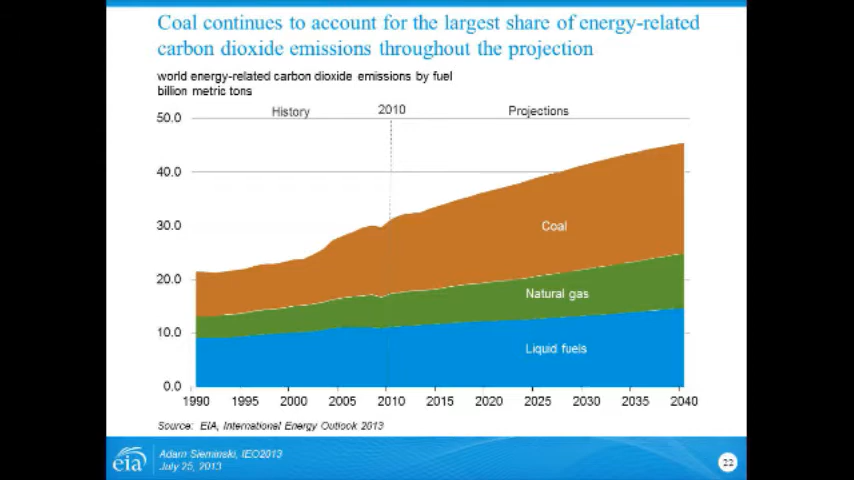 Coal continues to account for the largest share of energy-related
carbon dioxide emissions throughout the projection
world energy-related carbon dioxide emissions by fuel
billion metric tons
History 2010 Projections
50.0
40.0
30.0
20.0
10.0
0.0
Coal
Natural gas
Liquid fuels
1990 1995 2000 2005 2010 2015 2020 2025 2030 2035 2040
Source: EIA, International Energy Outlook 2013
eia
Adam Sieminski, IEO2013
July 25, 2013
22